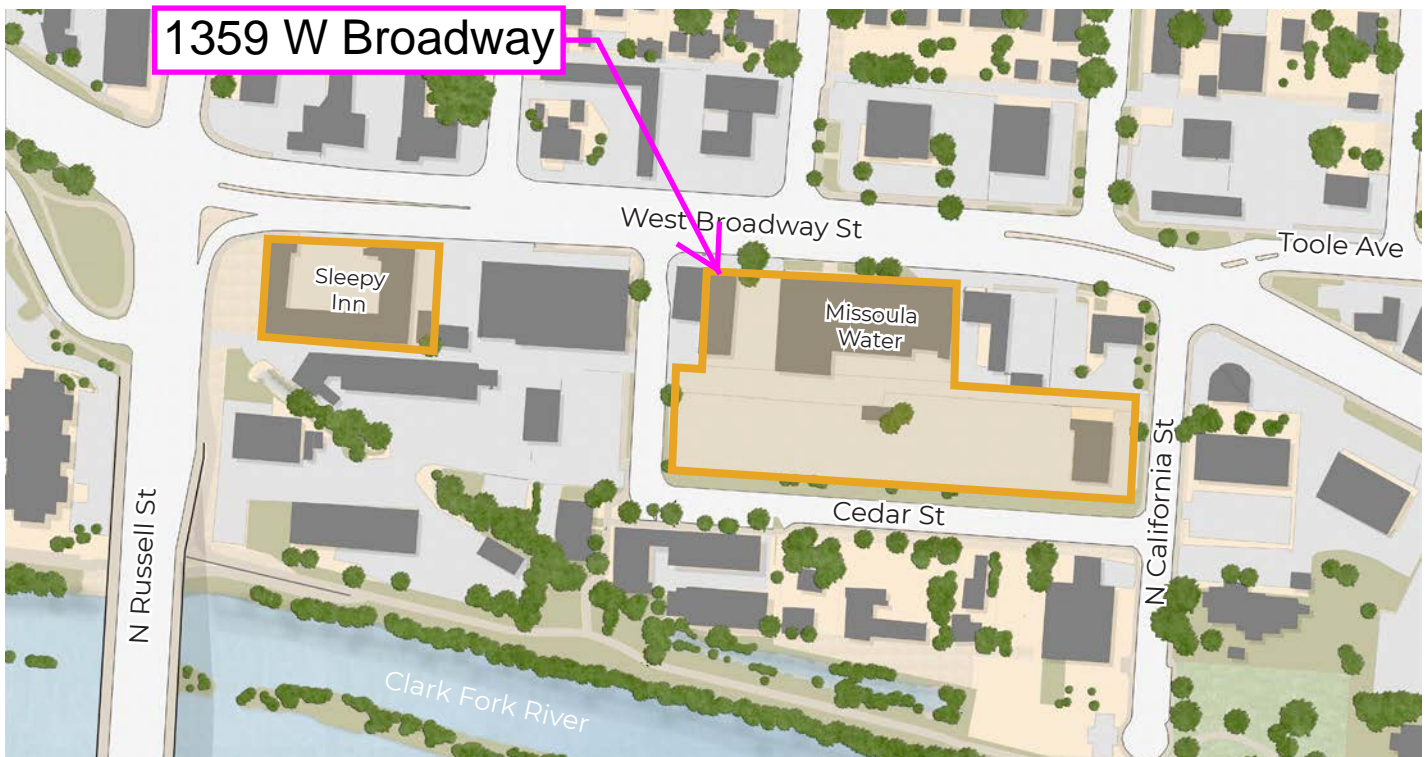 1359 W Broadway
West Broadway St
Toole Ave
Sleepy
Inn
Missoula
Water
Cedar St
N Russell St
N California St
Clark Fork River